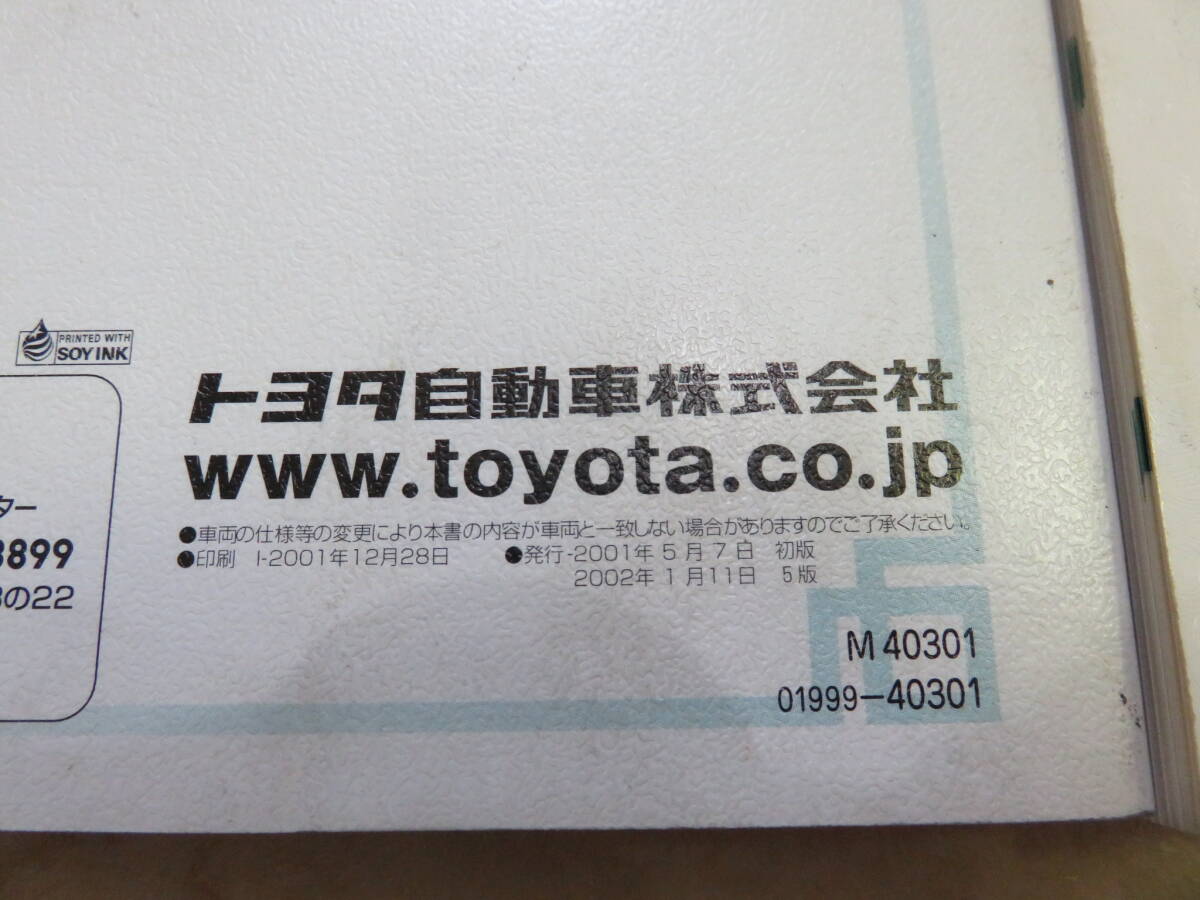 PRINTED WITH
SOY INK
トヨタ自動車株式会社
www.toyota.co.jp
ター
●車両の仕様等の変更により本書の内容が車両と一致しない場合がありますのでご了承ください。
8899
●印刷 I-2001年12月28日 ●発行-2001年5月7日 初版
の22
2002年1月11日 5版
M 40301
01999-40301